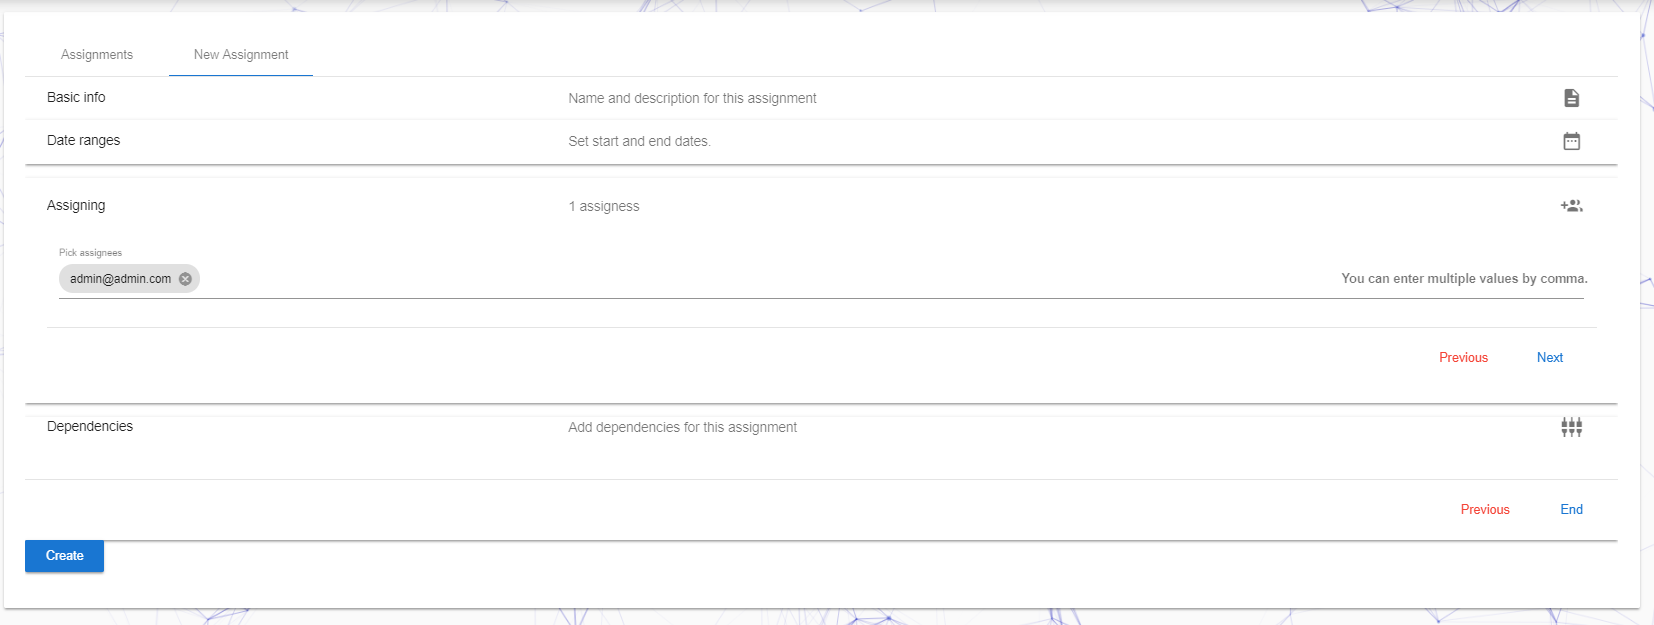 Assignments New Assignment
Basic info Name and description for this assignment
Date ranges Set start and end dates.
Assigning 1 assigness
Pick assignees
admin@admin.com You can enter multiple values by comma.
Previous Next
Dependencies Add dependencies for this assignment
Previous End
Create